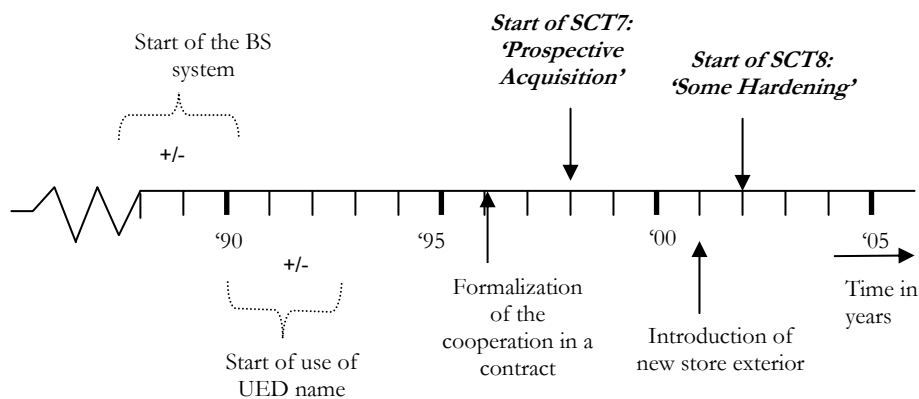 Start of the BS
system
+/-
Start of SCT7:
‘Prospective
Acquisition’
Start of SCT8:
‘Some Hardening’
‘90
‘95
‘00
‘05
+/-
Start of use of
UED name
Formalization
of the
cooperation in a
contract
Introduction of
new store exterior
Time in
years